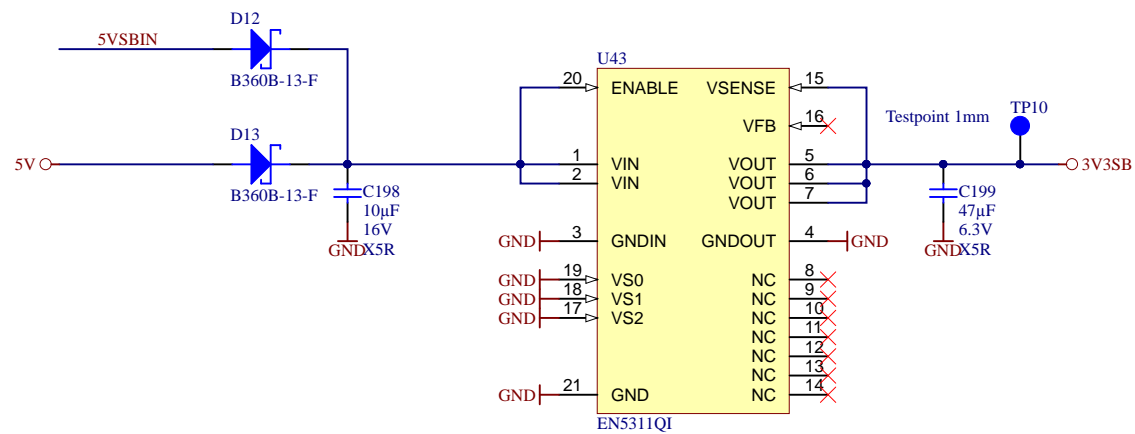 D12
5VSBIN
B360B-13-F
D13
5V
B360B-13-F
C198
10µF
16V
X5R
GND
U43
20 ENABLE VSENSE 15
VFB 16
1 VIN VOUT 5
2 VIN VOUT 6
VOUT 7
GND 3 GNDIN GNDOUT 4 GND
GND 19 VS0 NC 8
GND 18 VS1 NC 9
GND 17 VS2 NC 10
NC 11
NC 12
NC 13
GND 21 GND NC 14
EN5311QI
Testpoint 1mm
TP10
3V3SB
C199
47µF
6.3V
X5R
GND